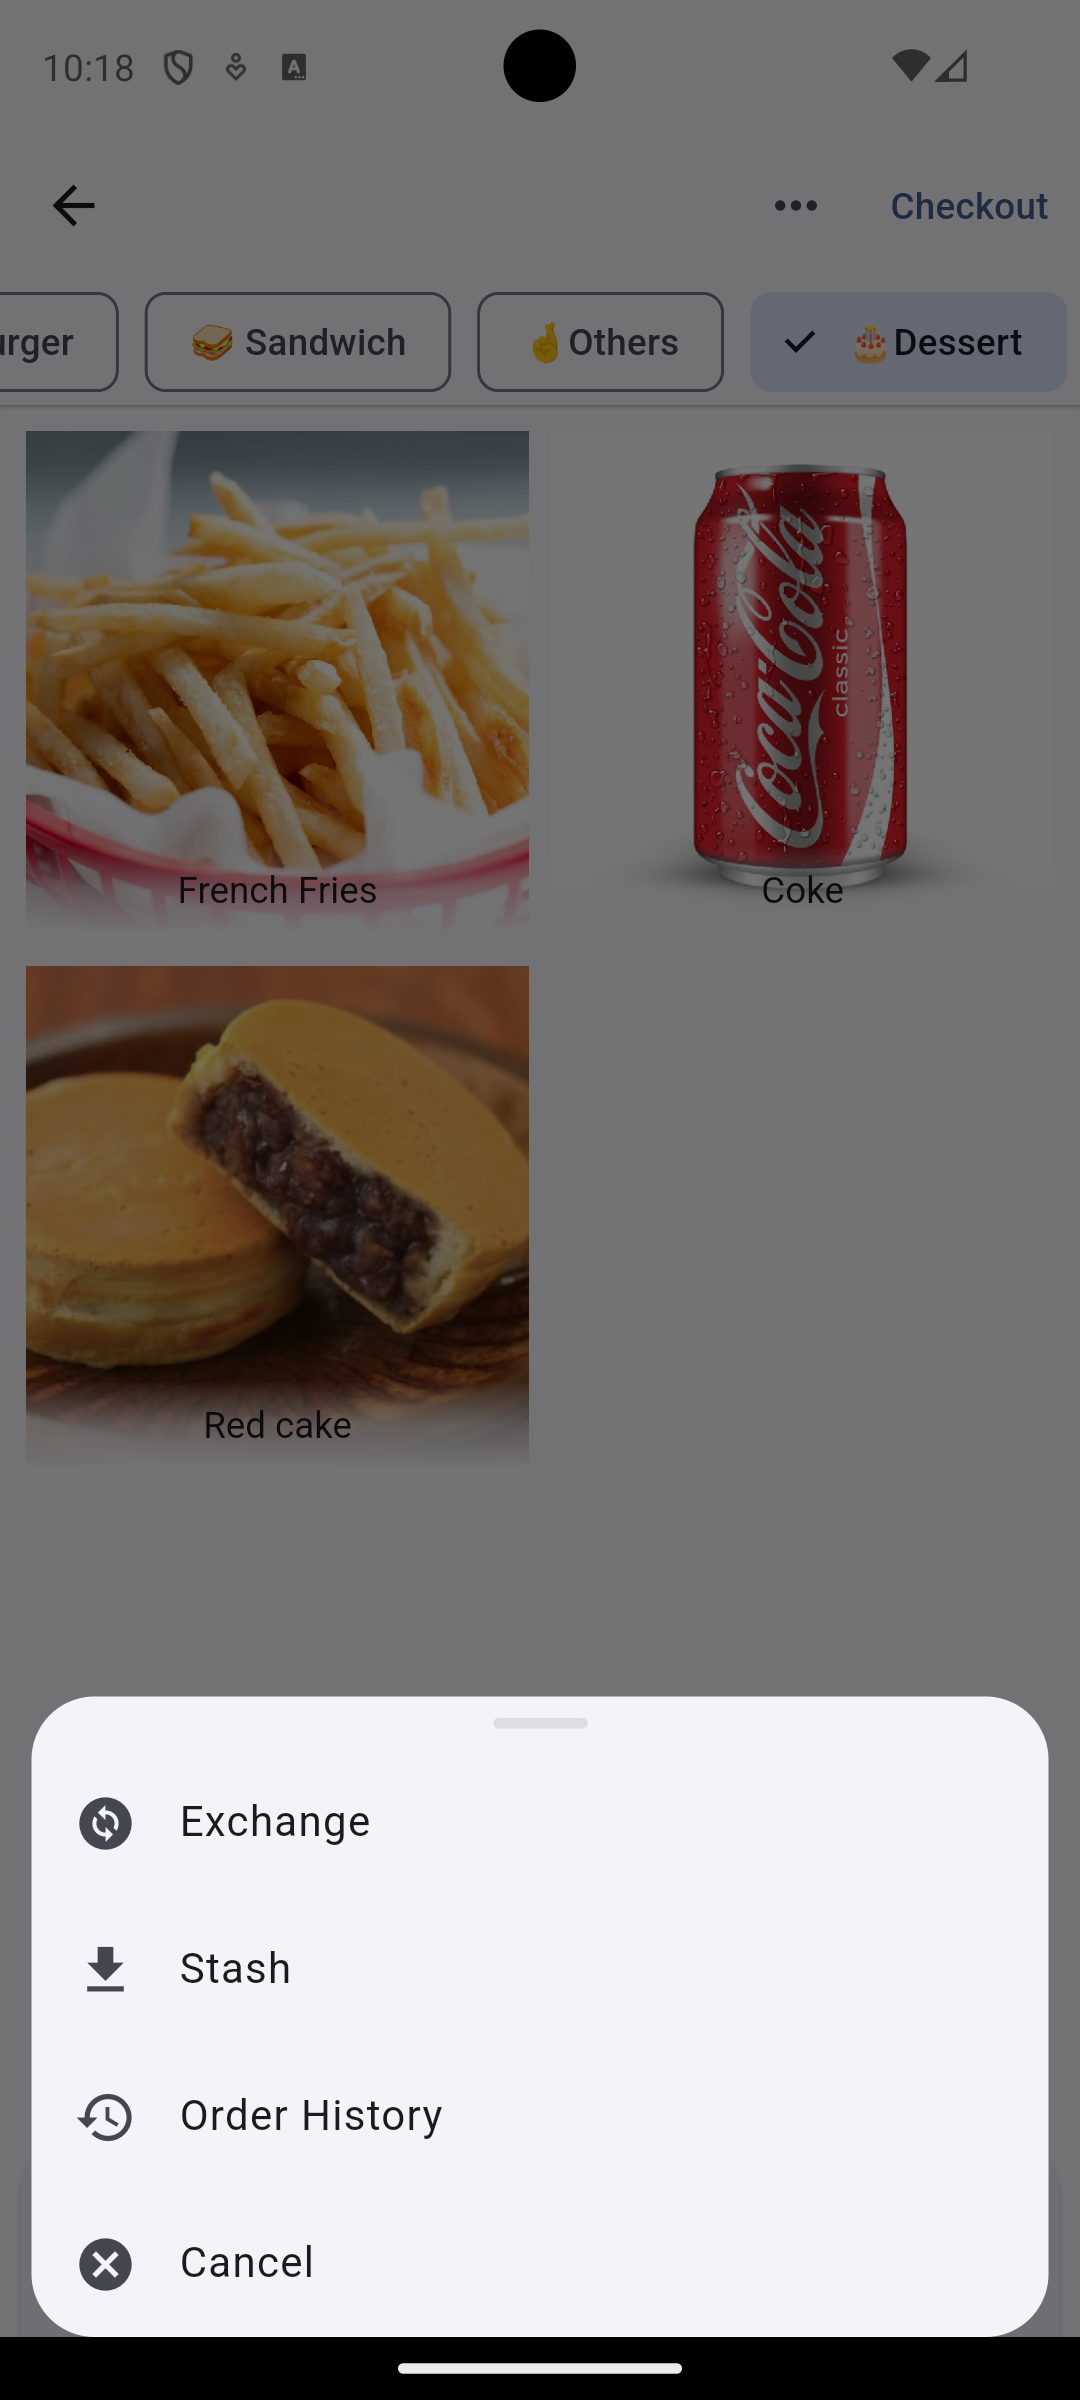 10:18
Checkout
urger
Sandwich
Others
Dessert
Coca-Cola
classic
French Fries
Coke
Red cake
Exchange
Stash
Order History
Cancel